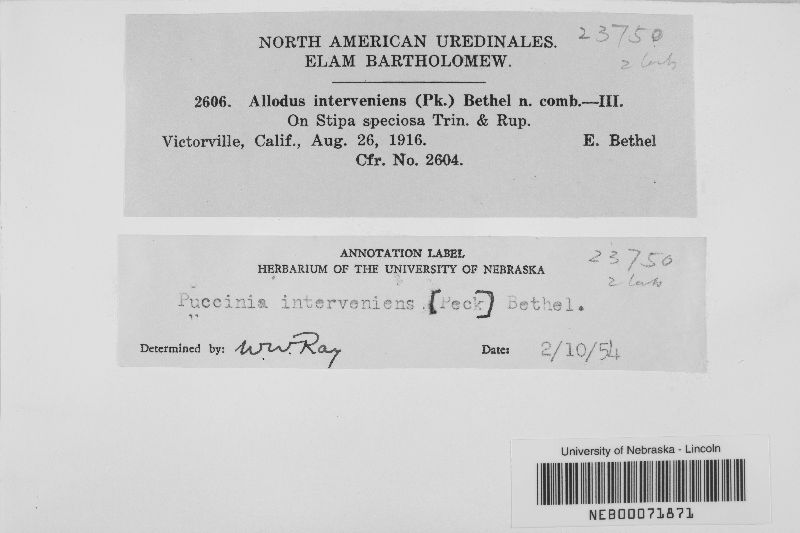 NORTH AMERICAN UREDINALES. 23750
ELAM BARTHOLOMEW. 2
2606. Allodus interveniens (Pk.) Bethel n. comb.—III.
On Stipa speciosa Trin. & Rup.
Victorville, Calif., Aug. 26, 1916. E. Bethel
Cfr. No. 2604.
ANNOTATION LABEL 23750
HERBARIUM OF THE UNIVERSITY OF NEBRASKA 2
Puccinia interveniens [Peck] Bethel.
Determined by: W.W. Ray Date: 2/10/54
University of Nebraska - Lincoln
NEB00071871